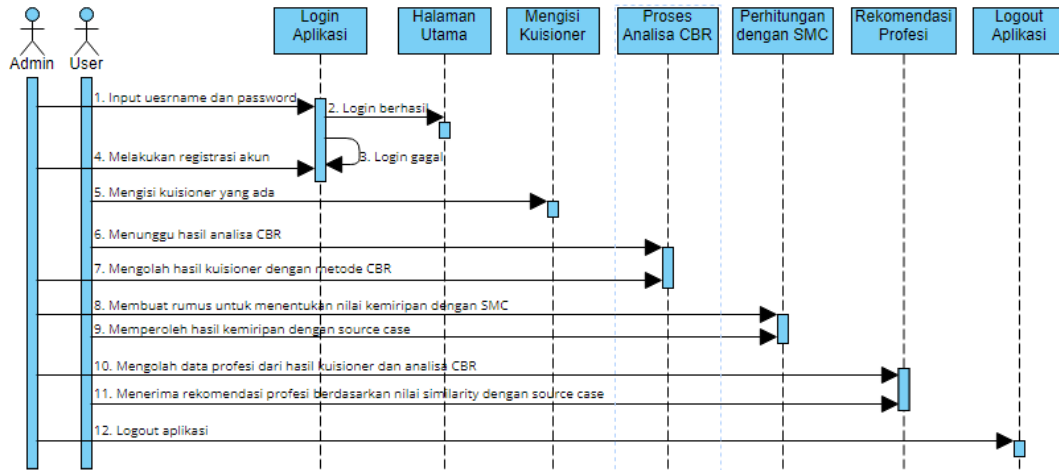 Admin
User
Login
Aplikasi
Halaman
Utama
Mengisi
Kuisioner
Proses
Analisa CBR
Perhitungan
dengan SMC
Rekomendasi
Profesi
Logout
Aplikasi
1. Input uesrname dan password
2. Login berhasil
3. Login gagal
4. Melakukan registrasi akun
5. Mengisi kuisioner yang ada
6. Menunggu hasil analisa CBR
7. Mengolah hasil kuisioner dengan metode CBR
8. Membuat rumus untuk menentukan nilai kemiripan dengan SMC
9. Memperoleh hasil kemiripan dengan source case
10. Mengolah data profesi dari hasil kuisioner dan analisa CBR
11. Menerima rekomendasi profesi berdasarkan nilai similarity dengan source case
12. Logout aplikasi